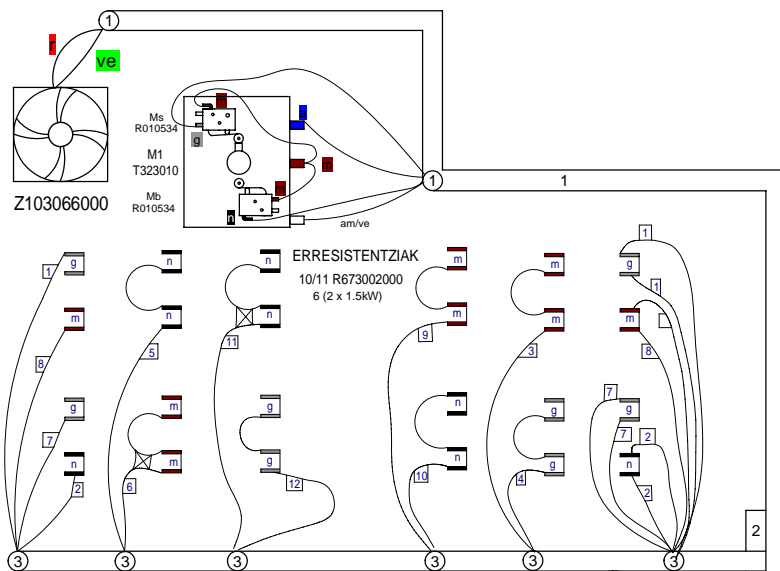 1
r
ve
Ms
R010534
m
a
g
M1
T323010
m
Mb
R010534
m
n
am/ve
Z103066000
1
1
ERRESISTENTZIAK
10/11 R673002000
6 (2 x 1.5kW)
1
g
n
n
m
m
g
1
1
m
n
n
m
m
m
8
5
11
9
3
8
g
m
g
n
g
7
g
7
7
2
n
m
g
n
g
n
2
6
12
10
4
2
2
3
3
3
3
3
3